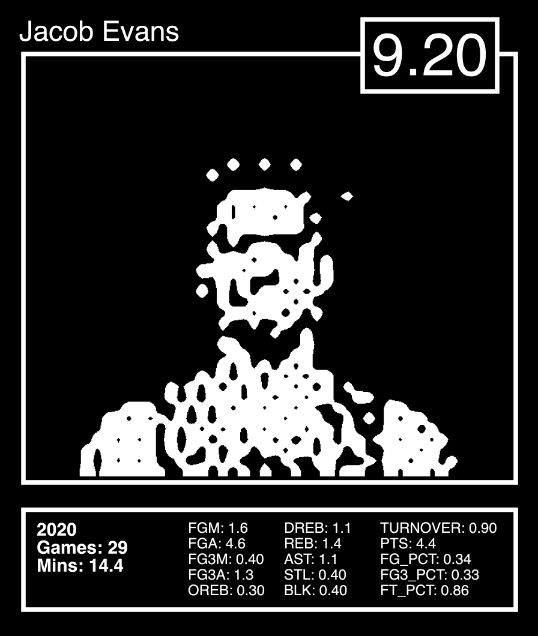 Jacob Evans
9.20
2020
Games: 29
Mins: 14.4
FGM: 1.6
FGA: 4.6
FG3M: 0.40
FG3A: 1.3
OREB: 0.30
DREB: 1.1
REB: 1.4
AST: 1.1
STL: 0.40
BLK: 0.40
TURNOVER: 0.90
PTS: 4.4
FG_PCT: 0.34
FG3_PCT: 0.33
FT_PCT: 0.86